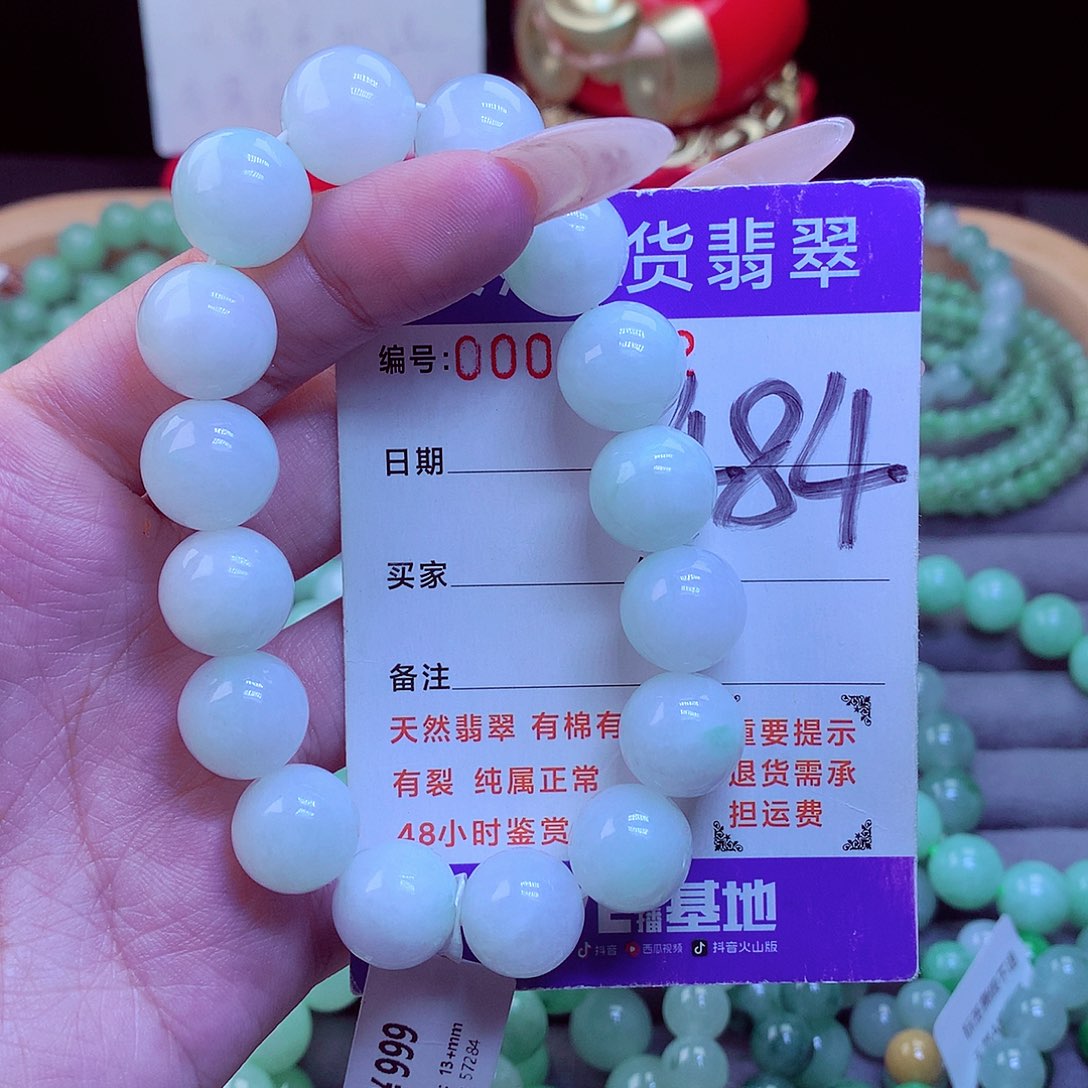 货翡翠
编号:000
484
日期
买家
备注
天然翡翠 有棉有
有裂 纯属正常
48小时鉴赏
重要提示
退货需承
担运费
播基地
抖音 西瓜视频 抖音火山版
999
13+mm
57284